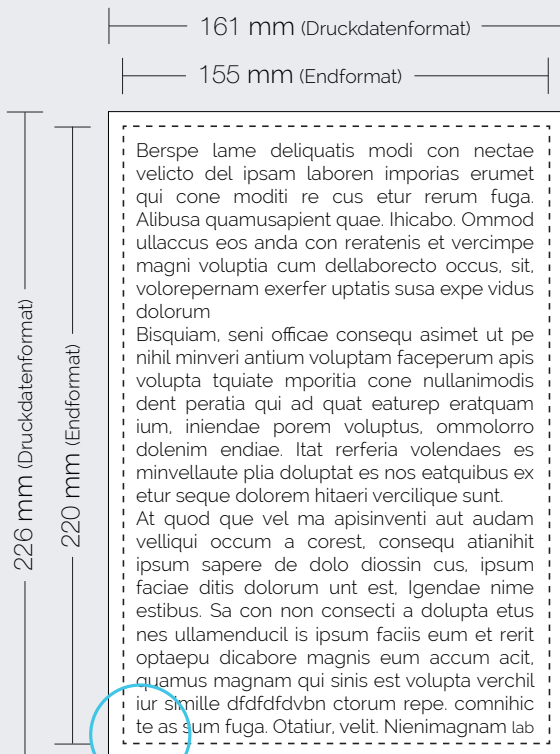 161 mm (Druckdatenformat)
155 mm (Endformat)
226 mm (Druckdatenformat)
220 mm (Endformat)
Berspe lame deliquatis modi con nectae
velicto del ipsam laboren imporias erumet
qui cone moditi re cus etur rerum fuga.
Alibusa quamusapient quae. Ihicabo. Ommod
ullaccus eos anda con reratenis et vercimpe
magni voluptia cum dellaborecto occus, sit,
volorepernam exerfer uptatis susa expe vidus
dolorum
Bisquiam, seni officae consequ asimet ut pe
nihil minveri antium voluptam faceperum apis
volupta tquiate mporitia cone nullanimodis
dent peratia qui ad quat eaturep eratquam
ium, iniendae porem voluptus, ommolorro
dolenim endiae. Itat rerferia volendaes es
minvellaute plia doluptat es nos eatquibus ex
etur seque dolorem hitaeri vercilique sunt.
At quod que vel ma apisinventi aut audam
velliqui occum a corest, consequ atianihit
ipsum sapere de dolo diossin cus, ipsum
faciae ditis dolorum unt est, Igendae nime
estibus. Sa con non consecti a dolupta etus
nes ullamenducil is ipsum faciis eum et rerit
optaepu dicabore magnis eum accum acit,
quamus magnam qui sinis est volupta verchil
iur simille dfdfdfdvbn ctorum repe. comnihic
te as sum fuga. Otatiur, velit. Nienimagnam lab